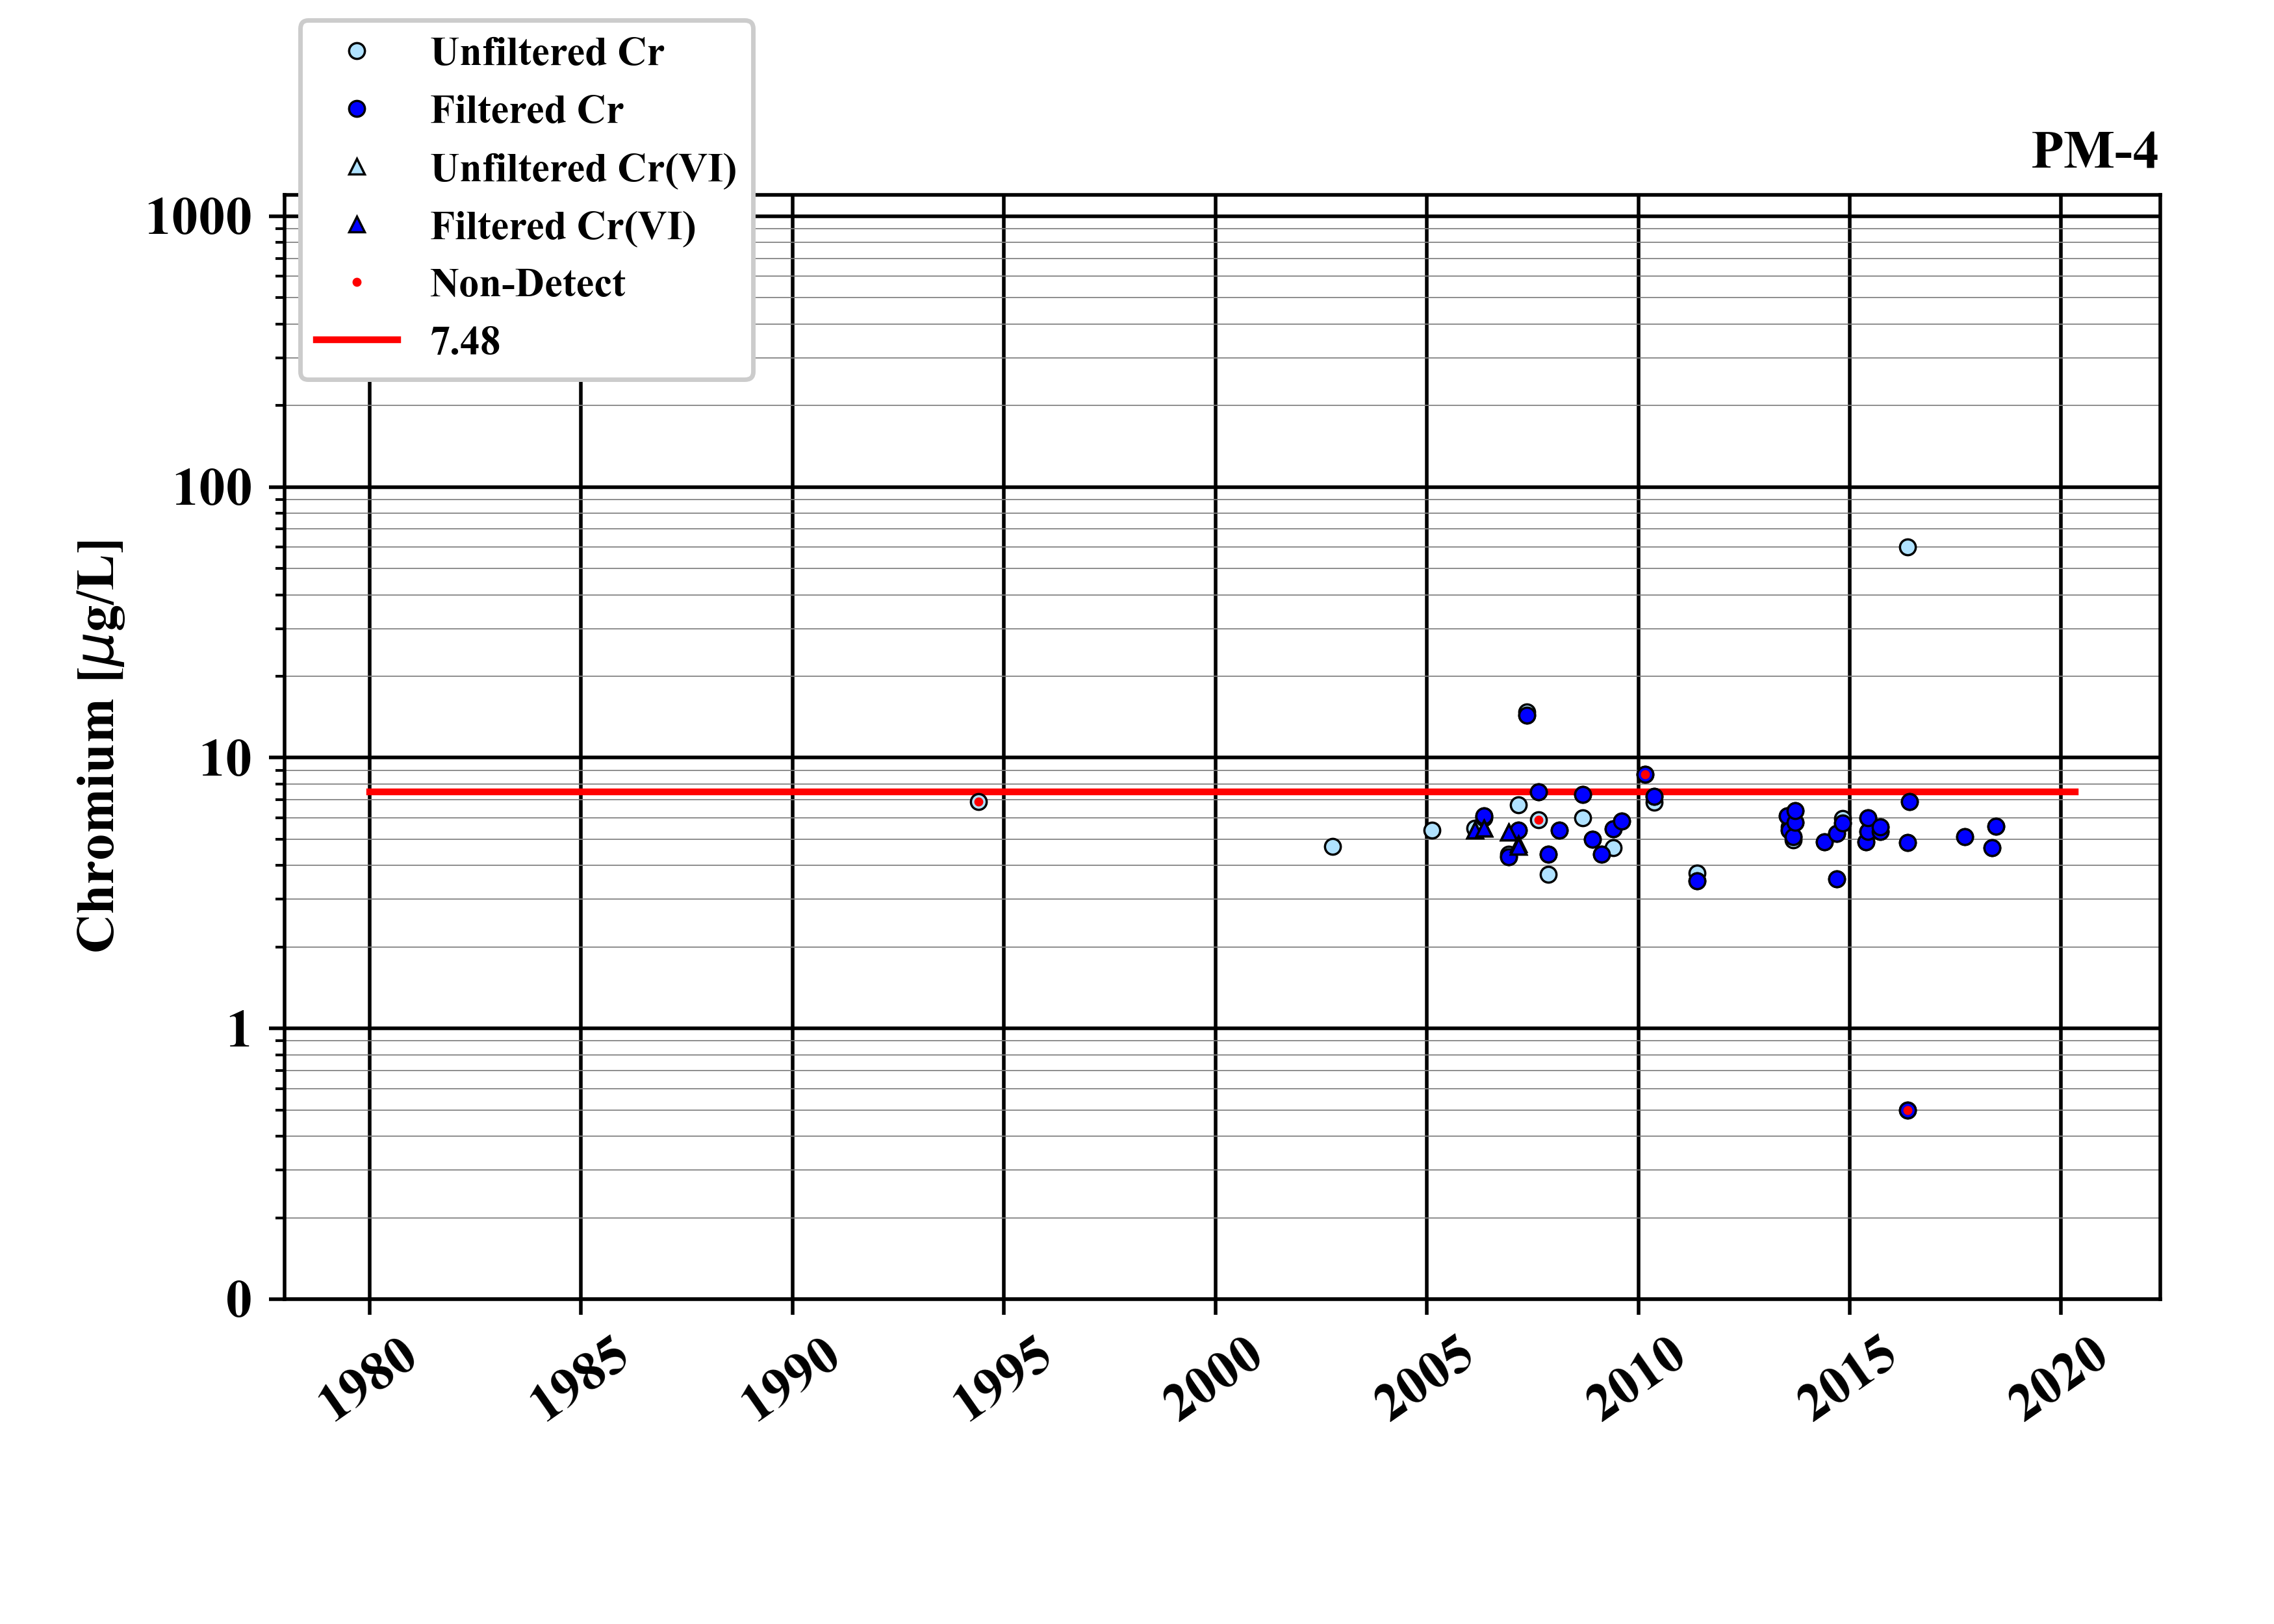 Unfiltered Cr
Filtered Cr
Unfiltered Cr(VI)
Filtered Cr(VI)
Non-Detect
7.48
PM-4
1000
100
10
1
0
Chromium [μg/L]
1980
1985
1990
1995
2000
2005
2010
2015
2020